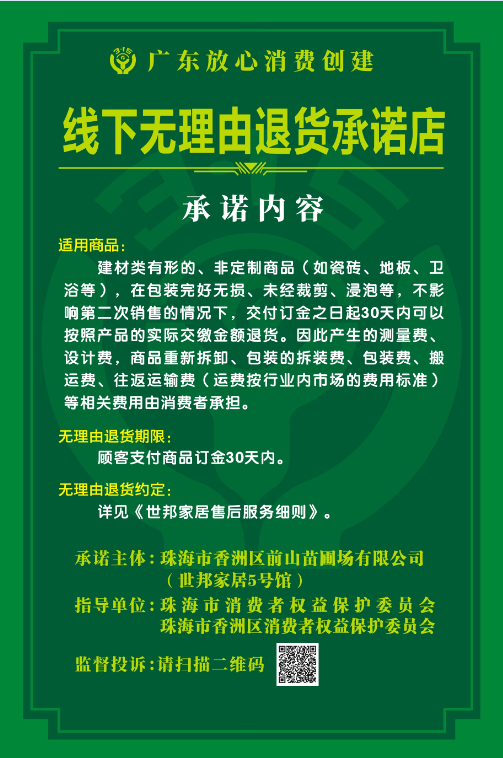 3·15
广东放心消费创建
线下无理由退货承诺店
承诺内容
适用商品：
建材类有形的、非定制商品（如瓷砖、地板、卫
浴等），在包装完好无损、未经裁剪、浸泡等，不影
响第二次销售的情况下，交付订金之日起30天内可以
按照产品的实际交缴金额退货。因此产生的测量费、
设计费，商品重新拆卸、包装的拆装费、包装费、搬
运费、往返运输费（运费按行业内市场的费用标准）
等相关费用由消费者承担。
无理由退货期限：
顾客支付商品订金30天内。
无理由退货约定：
详见《世邦家居售后服务细则》。
承诺主体：珠海市香洲区前山苗圃场有限公司
（世邦家居5号馆）
指导单位：珠海市消费者权益保护委员会
珠海市香洲区消费者权益保护委员会
监督投诉：请扫描二维码